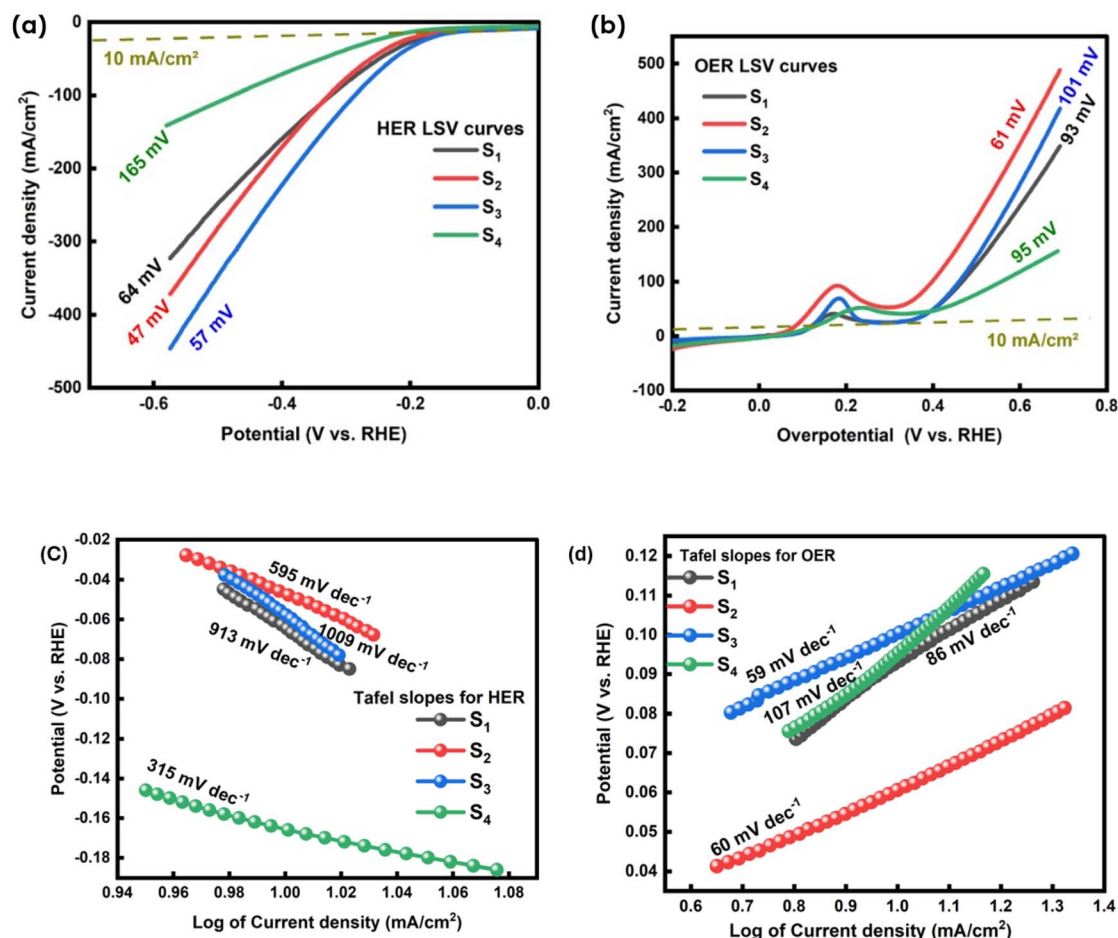 (a)
0
-100
-200
-300
-400
-500
-0.6
-0.4
-0.2
0.0
Current density (mA/cm²)
Potential (V vs. RHE)
10 mA/cm²
165 mV
64 mV
47 mV
57 mV
HER LSV curves
S₁
S₂
S₃
S₄
(b)
500
400
300
200
100
0
-100
-0.2
0.0
0.2
0.4
0.6
0.8
Current density (mA/cm²)
Overpotential (V vs. RHE)
OER LSV curves
S₁
S₂
S₃
S₄
61 mV
101 mV
93 mV
95 mV
10 mA/cm²
(C)
-0.02
-0.04
-0.06
-0.08
-0.10
-0.12
-0.14
-0.16
-0.18
0.94
0.96
0.98
1.00
1.02
1.04
1.06
1.08
Potential (V vs. RHE)
Log of Current density (mA/cm²)
595 mV dec⁻¹
1009 mV dec⁻¹
913 mV dec⁻¹
315 mV dec⁻¹
Tafel slopes for HER
S₁
S₂
S₃
S₄
(d)
0.12
0.11
0.10
0.09
0.08
0.07
0.06
0.05
0.04
0.6
0.7
0.8
0.9
1.0
1.1
1.2
1.3
1.4
Potential (V vs. RHE)
Log of Current density (mA/cm²)
Tafel slopes for OER
S₁
S₂
S₃
S₄
59 mV dec⁻¹
107 mV dec⁻¹
86 mV dec⁻¹
60 mV dec⁻¹